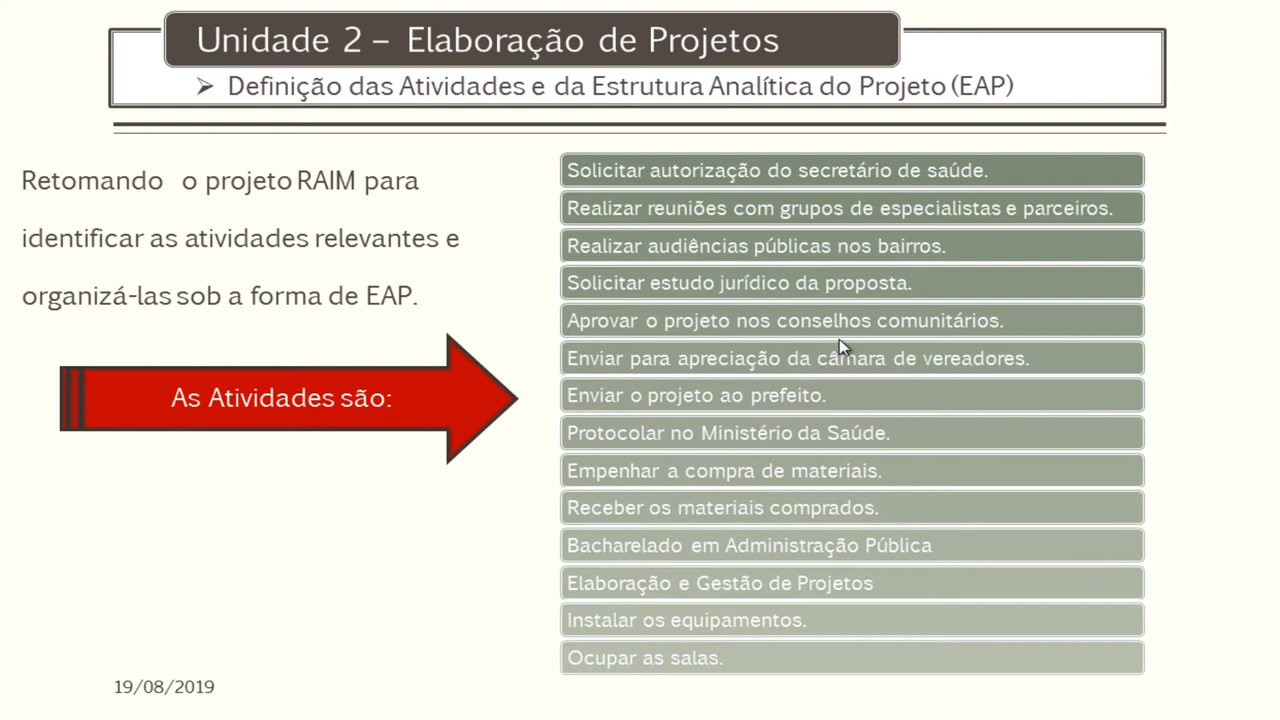 Unidade 2 – Elaboração de Projetos
➢ Definição das Atividades e da Estrutura Analítica do Projeto (EAP)
Retomando o projeto RAIM para
identificar as atividades relevantes e
organizá-las sob a forma de EAP.
As Atividades são:
Solicitar autorização do secretário de saúde.
Realizar reuniões com grupos de especialistas e parceiros.
Realizar audiências públicas nos bairros.
Solicitar estudo jurídico da proposta.
Aprovar o projeto nos conselhos comunitários.
Enviar para apreciação da câmara de vereadores.
Enviar o projeto ao prefeito.
Protocolar no Ministério da Saúde.
Empenhar a compra de materiais.
Receber os materiais comprados.
Bacharelado em Administração Pública
Elaboração e Gestão de Projetos
Instalar os equipamentos.
Ocupar as salas.
19/08/2019